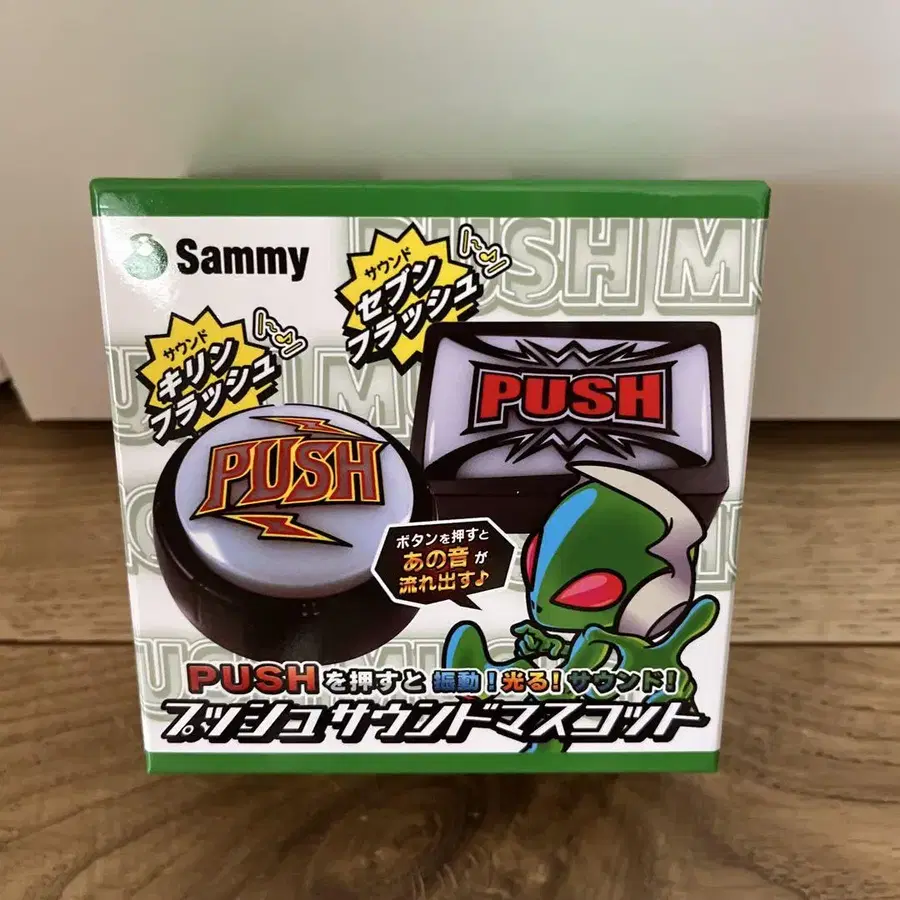 Sammy
サウンド
セブン
フラッシュ
サウンド
キリン
フラッシュ
PUSH
PUSH
ボタンを押すと
あの音が
流れ出す♪
PUSHを押すと振動!光る!サウンド!
プッシュサウンドマスコット